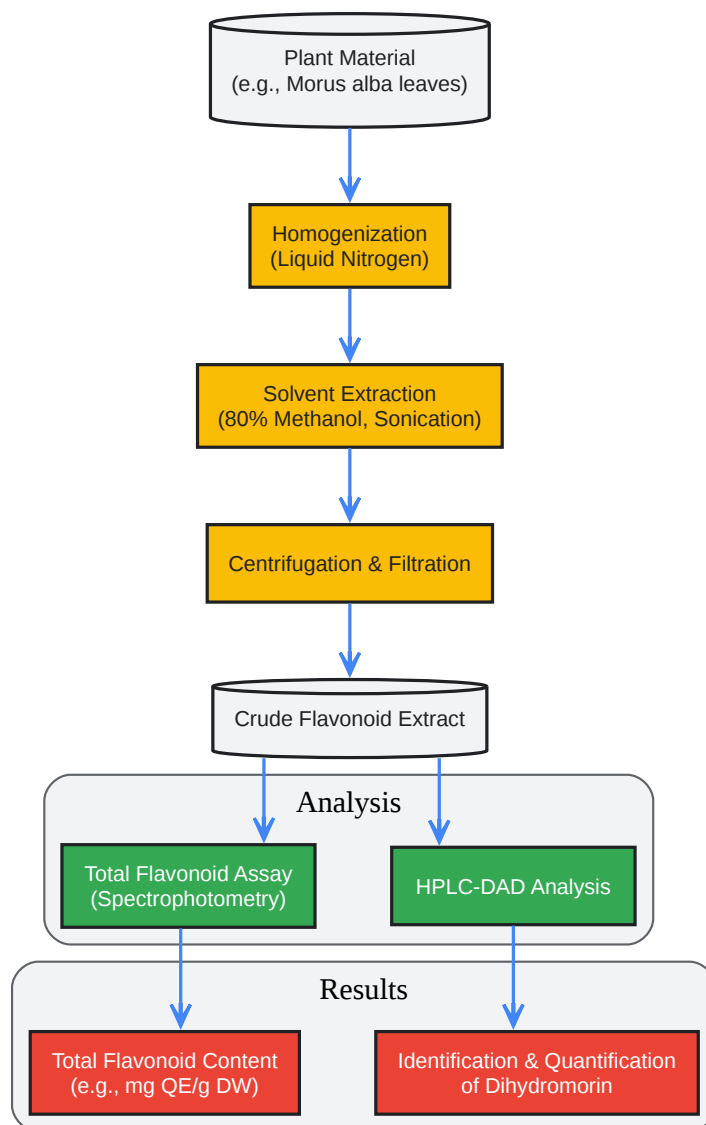 Plant Material
(e.g., Morus alba leaves)
Homogenization
(Liquid Nitrogen)
Solvent Extraction
(80% Methanol, Sonication)
Centrifugation & Filtration
Crude Flavonoid Extract
Analysis
Total Flavonoid Assay
(Spectrophotometry)
HPLC-DAD Analysis
Results
Total Flavonoid Content
(e.g., mg QE/g DW)
Identification & Quantification
of Dihydromorin